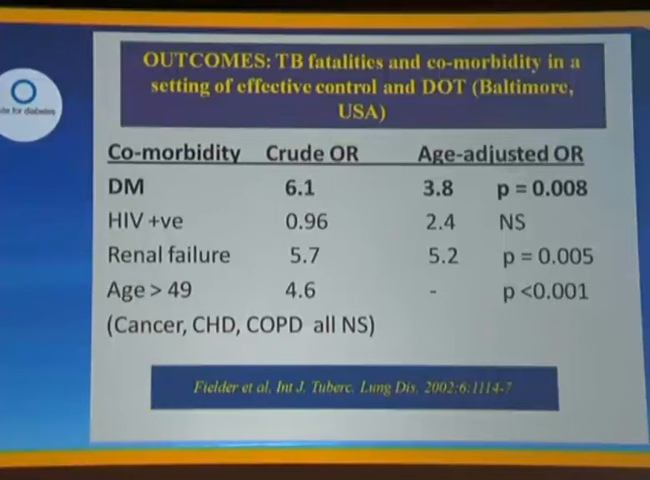 OUTCOMES: TB fatalities and co-morbidity in a
setting of effective control and DOT (Baltimore,
USA)
for diabetes
Co-morbidity Crude OR Age-adjusted OR
DM 6.1 3.8 p = 0.008
HIV +ve 0.96 2.4 NS
Renal failure 5.7 5.2 p = 0.005
Age > 49 4.6 - p <0.001
(Cancer, CHD, COPD all NS)
Fielder et al, Int J. Tuberc. Lung Dis. 2002:6:1114-7